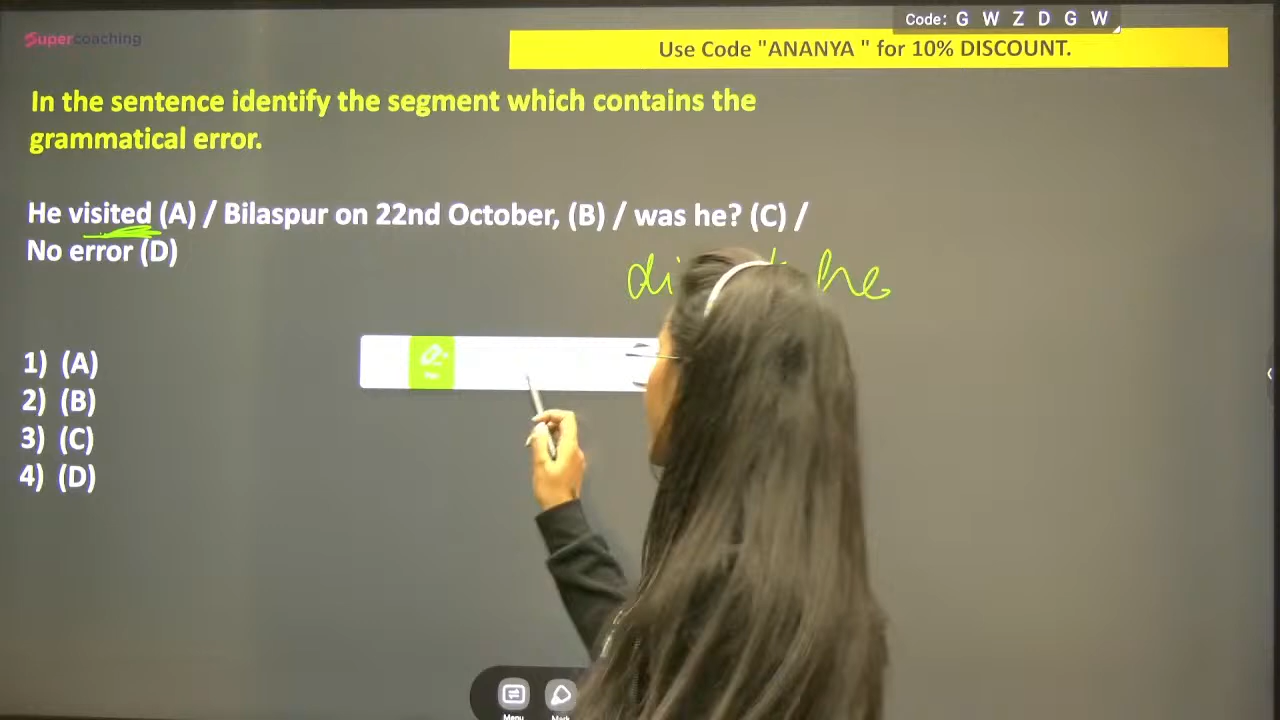 Code: G W Z D G W
Supercoaching
Use Code "ANANYA " for 10% DISCOUNT.
In the sentence identify the segment which contains the
grammatical error.
He visited (A) / Bilaspur on 22nd October, (B) / was he? (C) /
No error (D)
he
1) (A)
2) (B)
3) (C)
4) (D)
Menu